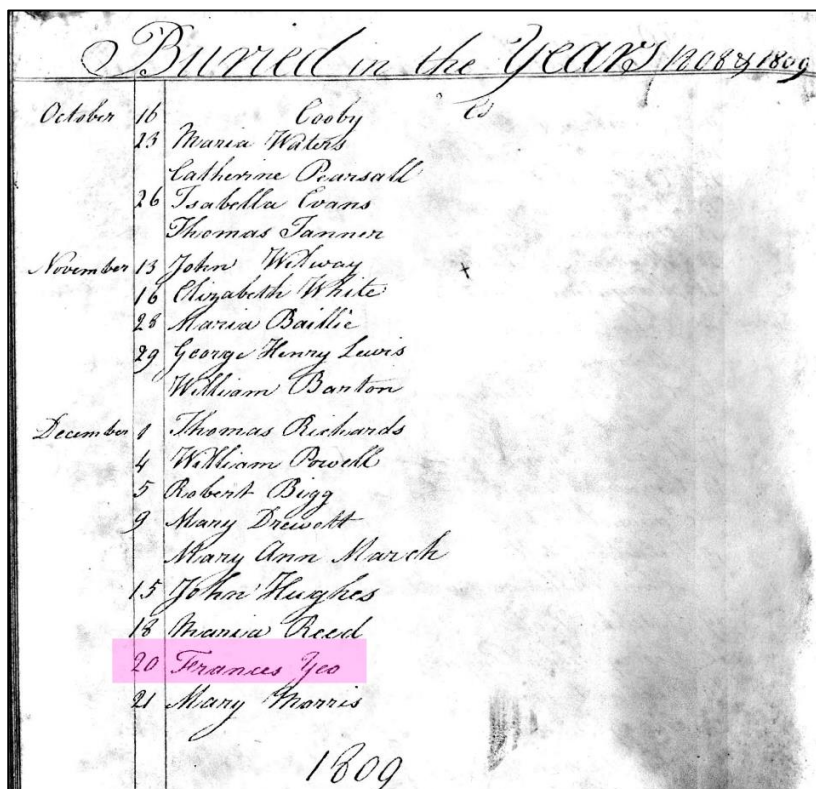 Buried in the Years 1808 & 1809
October 16 Cooby
23 Maria Waters
Catherine Pearsall
26 Isabella Evans
Thomas Tanner
November 13 John Wilway x
16 Elizabeth White
28 Maria Baillie
29 George Henry Lewis
William Barton
December 1 Thomas Richards
4 William Powell
5 Robert Bigg
9 Mary Drewett
Mary Ann March
15 John Hughes
18 Maria Reed
20 Frances Yeo
21 Mary Morris
1809